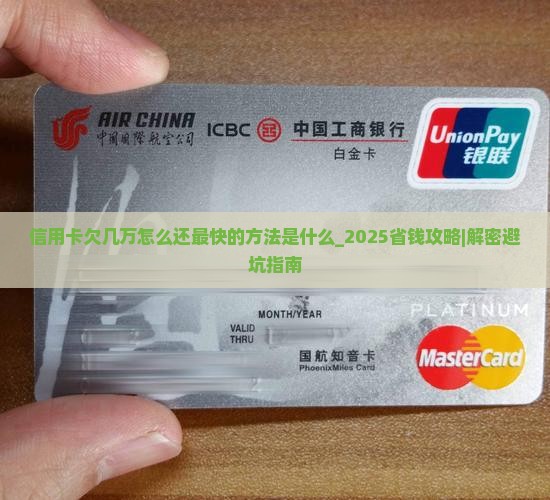 AIR CHINA
中国国际航空公司
ICBC 中国工商银行
白金卡
UnionPay
银联
信用卡欠几万怎么还最快的方法是什么_2025省钱攻略|解密避
坑指南
PLATINUM
MONTH/YEAR
VALID
THRU
国航知音卡
PhoenixMiles Card
MasterCard